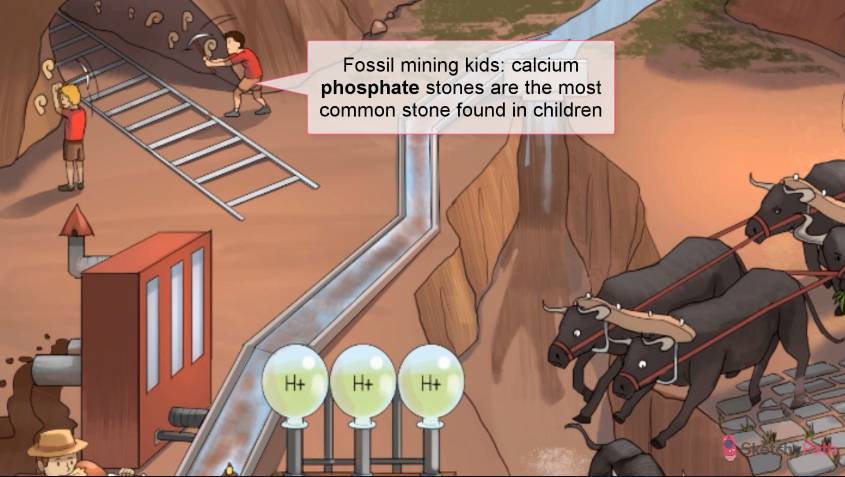 Fossil mining kids: calcium
phosphate stones are the most
common stone found in children
H+ H+ H+
SketchyPath